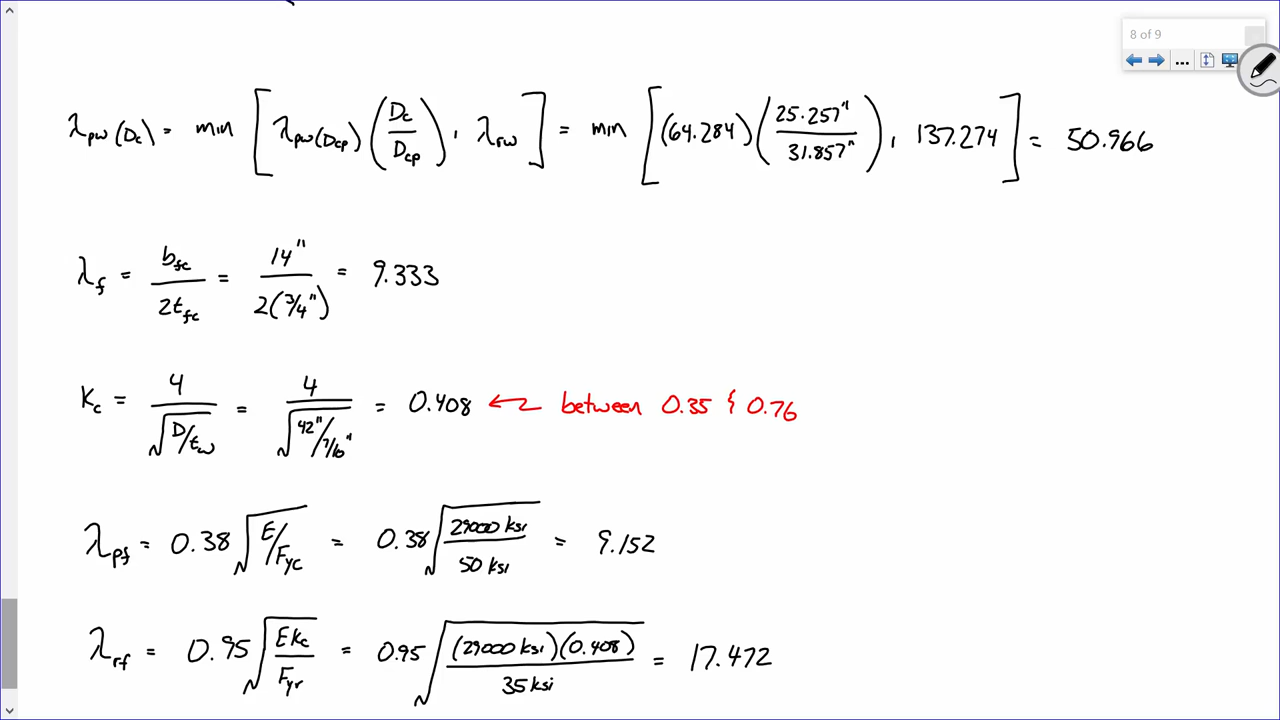 8 of 9
λpw(Dc) = min [ λpw(Dcp) (Dc/Dcp) , λrw ] = min [ (64.284) (25.257"/31.857") , 137.274 ] = 50.966
λf = bfc/2tfc = 14"/2(3/4") = 9.333
Kc = 4/√(D/tw) = 4/√(42"/7/16") = 0.408 ← between 0.35 & 0.76
λpf = 0.38 √(E/Fyc) = 0.38 √(29000 ksi/50 ksi) = 9.152
λrf = 0.95 √(EKc/Fyr) = 0.95 √((29000 ksi)(0.408)/35 ksi) = 17.472